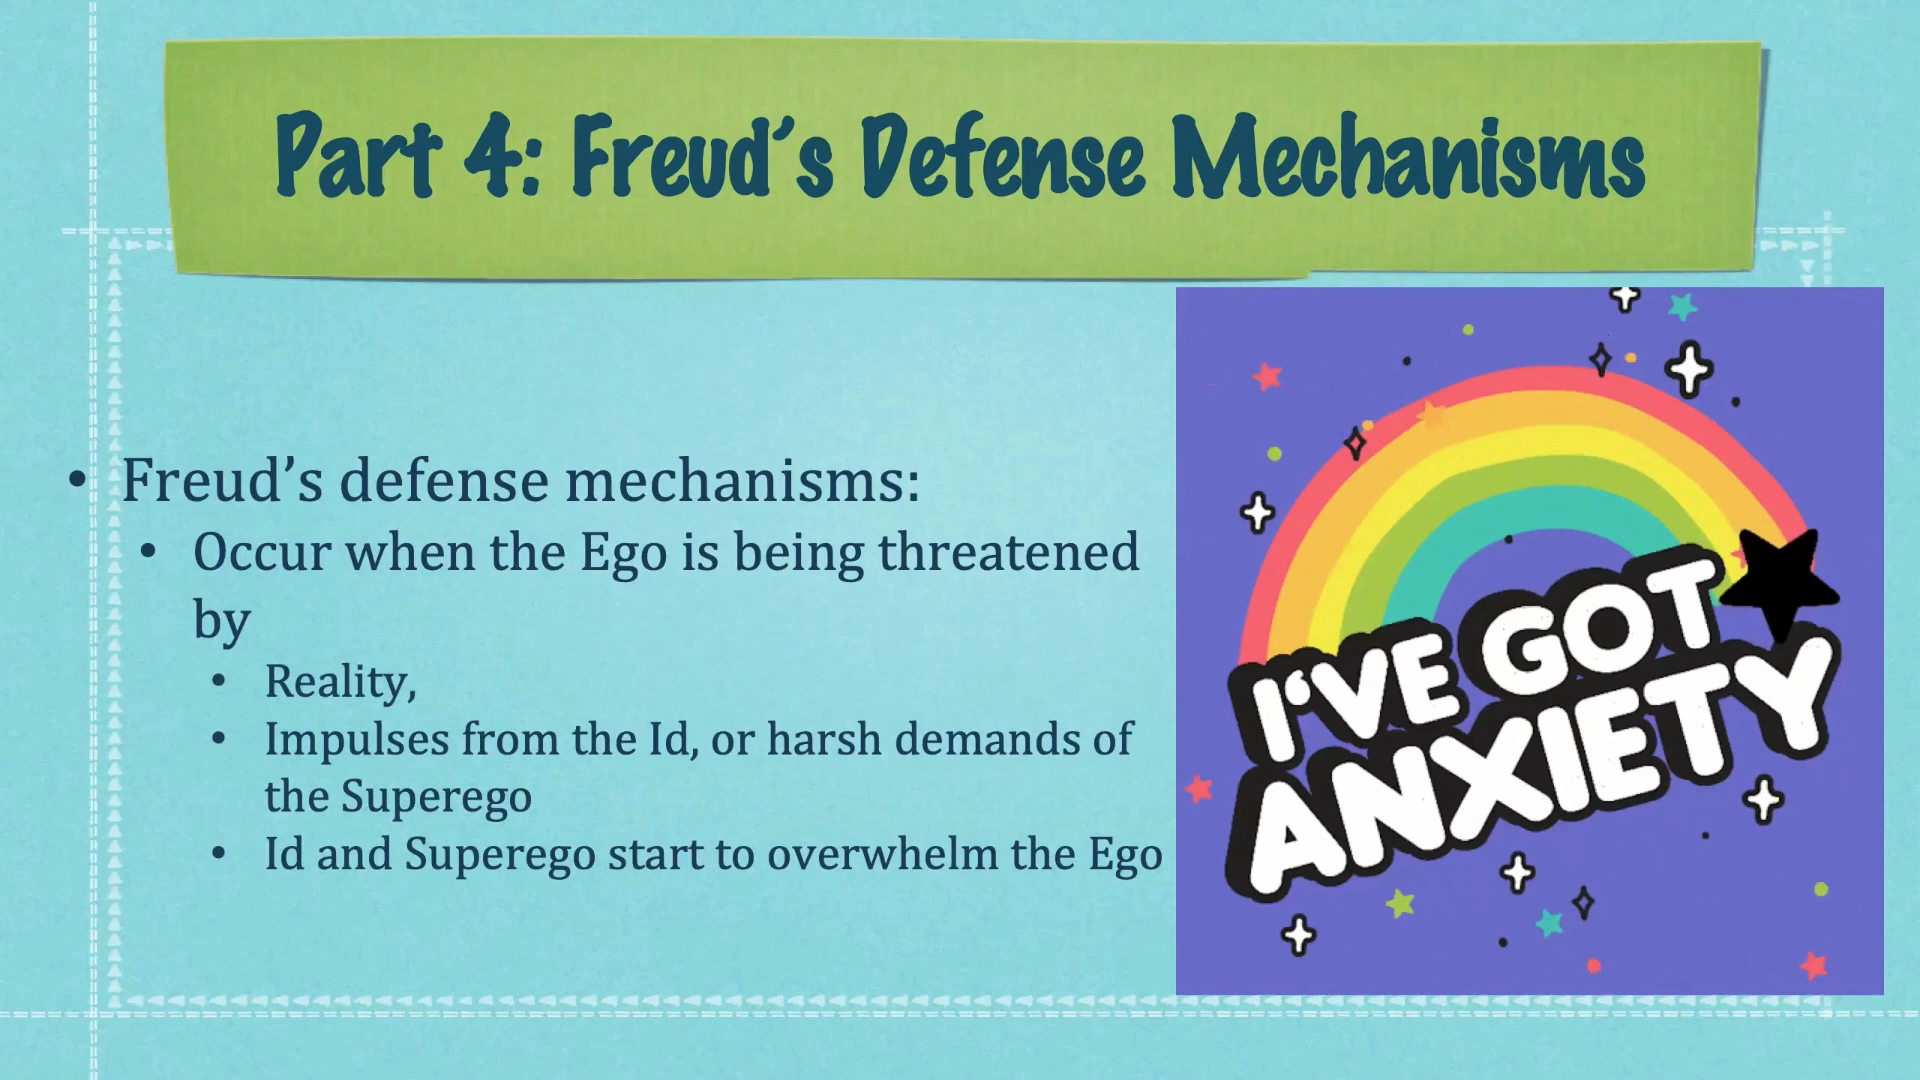 Part 4: Freud's Defense Mechanisms
• Freud's defense mechanisms:
• Occur when the Ego is being threatened
by
• Reality,
• Impulses from the Id, or harsh demands of
the Superego
• Id and Superego start to overwhelm the Ego
I'VE GOT
ANXIETY